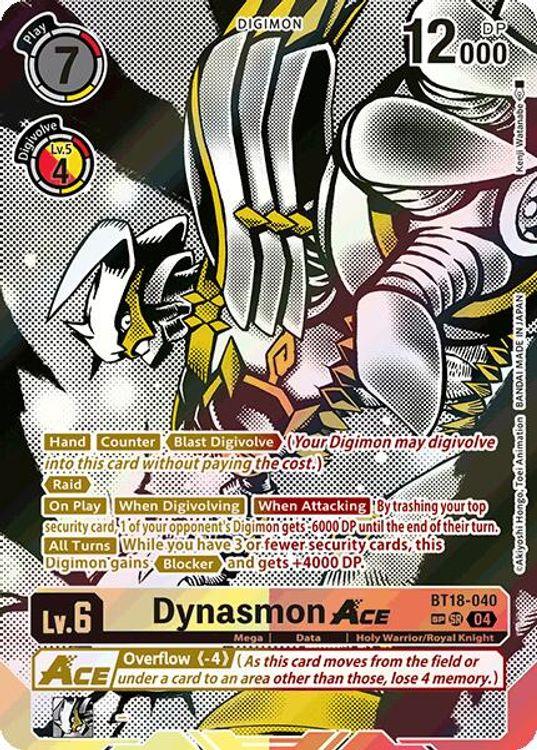 DIGIMON
Play
7
DP
12000
Digivolve
Lv.5
4
Kenji Watanabe
©Akiyoshi Hongo, Toei Animation BANDAI MADE IN JAPAN
Hand Counter Blast Digivolve (Your Digimon may digivolve
into this card without paying the cost.)
Raid
On Play When Digivolving When Attacking By trashing your top
security card, 1 of your opponent's Digimon gets -6000 DP until the end of their turn.
All Turns While you have 3 or fewer security cards, this
Digimon gains Blocker and gets +4000 DP.
Lv.6
Dynasmon ACE
BT18-040
SP SR 04
Mega Data Holy Warrior/Royal Knight
ACE Overflow ⟨-4⟩ (As this card moves from the field or
under a card to an area other than those, lose 4 memory.)